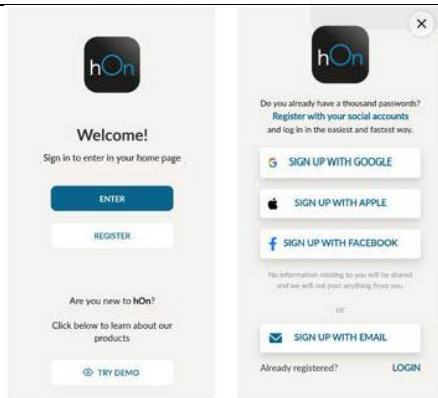 hOn
Welcome!
Sign in to enter in your home page
ENTER
REGISTER
Are you new to hOn?
Click below to learn about our
products
TRY DEMO
hOn
Do you already have a thousand passwords?
Register with your social accounts
and log in in the easiest and fastest way.
SIGN UP WITH GOOGLE
SIGN UP WITH APPLE
SIGN UP WITH FACEBOOK
No information relating to you will be shared
and we will not post anything from you
or
SIGN UP WITH EMAIL
Already registered? LOGIN